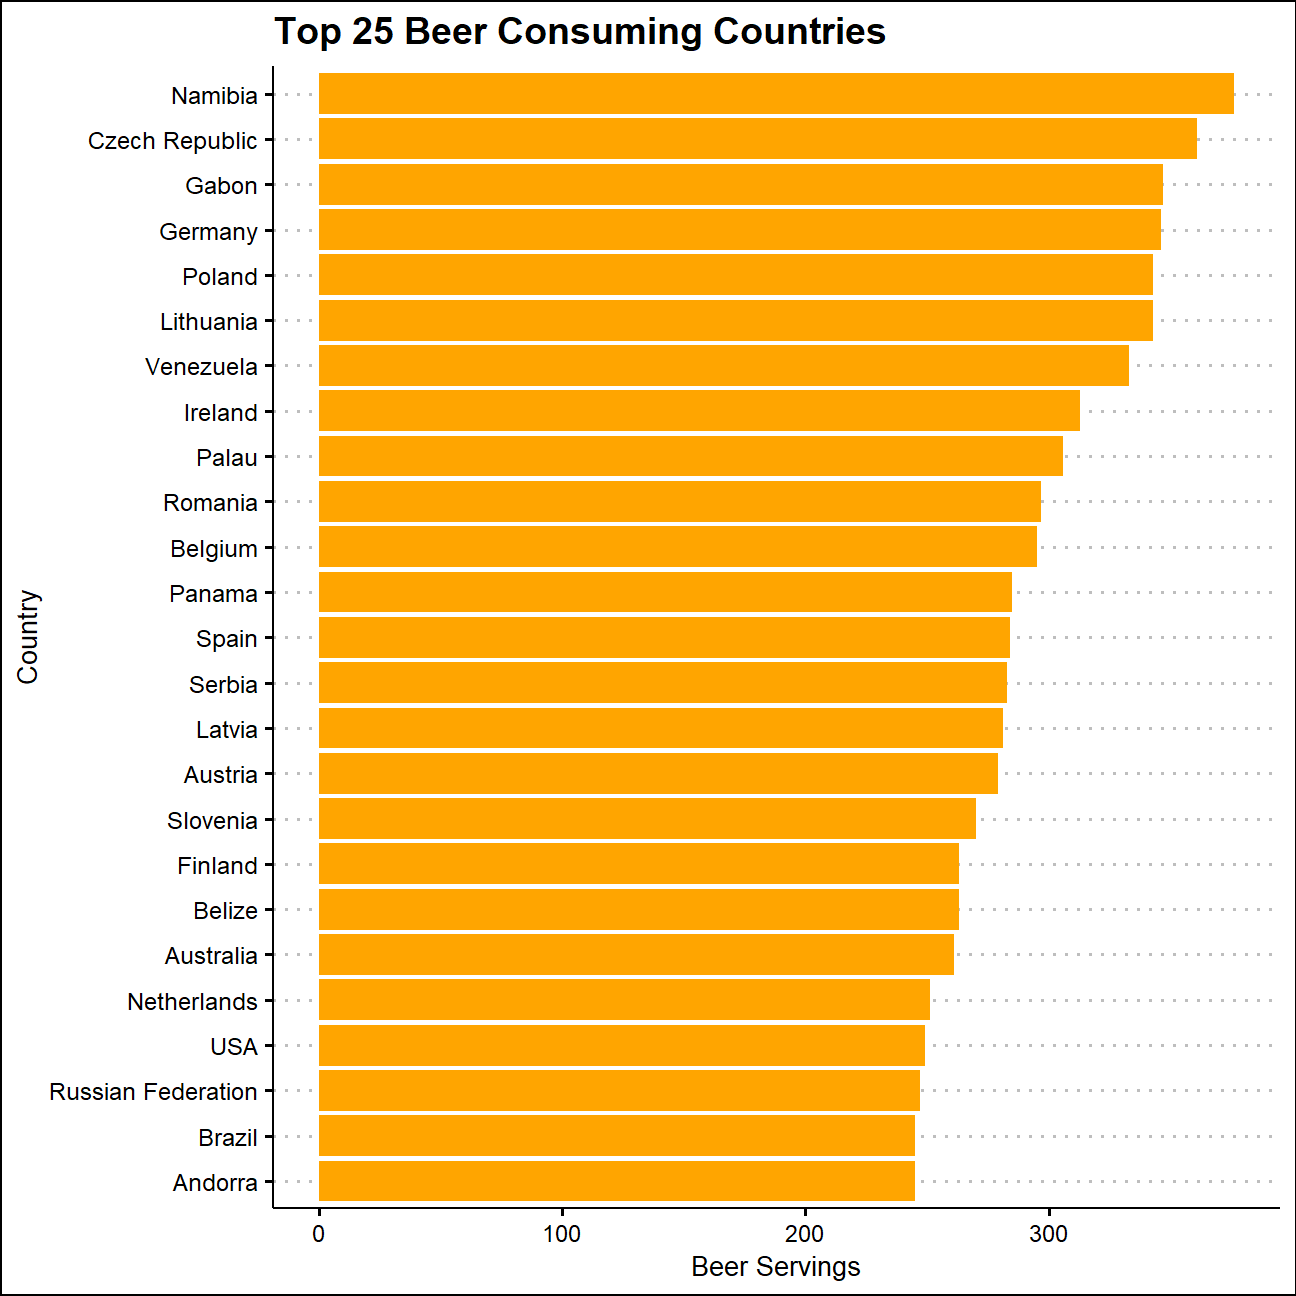 Top 25 Beer Consuming Countries
Namibia
Czech Republic
Gabon
Germany
Poland
Lithuania
Venezuela
Ireland
Palau
Romania
Belgium
Panama
Spain
Serbia
Latvia
Austria
Slovenia
Finland
Belize
Australia
Netherlands
USA
Russian Federation
Brazil
Andorra
Country
0 100 200 300
Beer Servings